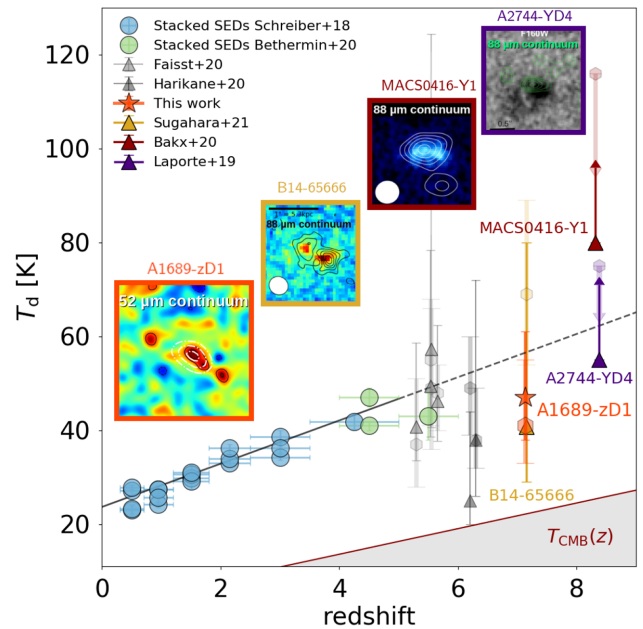 A2744-YD4
F160W
88 µm continuum
0.5"
Stacked SEDs Schreiber+18
Stacked SEDs Bethermin+20
Faisst+20
Harikane+20
This work
Sugahara+21
Bakx+20
Laporte+19
MACS0416-Y1
88 µm continuum
B14-65666
88 µm continuum
A1689-zD1
52 µm continuum
MACS0416-Y1
A2744-YD4
A1689-zD1
B14-65666
T_CMB(z)
T_d [K]
120
100
80
60
40
20
0
2
4
6
8
redshift